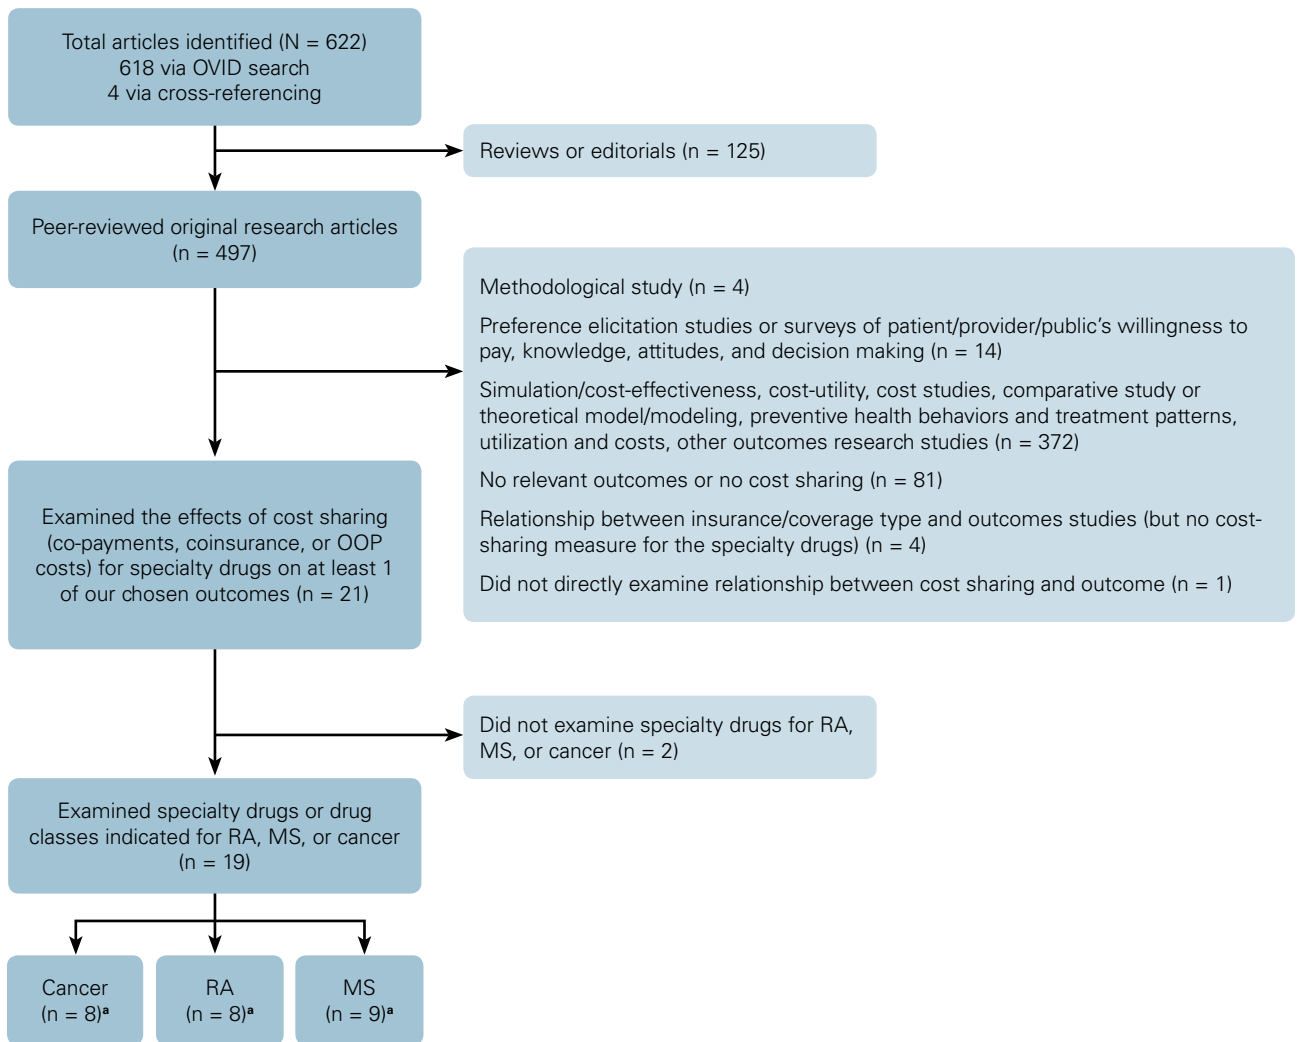 Total articles identified (N = 622)
618 via OVID search
4 via cross-referencing
Reviews or editorials (n = 125)
Peer-reviewed original research articles
(n = 497)
Methodological study (n = 4)
Preference elicitation studies or surveys of patient/provider/public's willingness to
pay, knowledge, attitudes, and decision making (n = 14)
Simulation/cost-effectiveness, cost-utility, cost studies, comparative study or
theoretical model/modeling, preventive health behaviors and treatment patterns,
utilization and costs, other outcomes research studies (n = 372)
No relevant outcomes or no cost sharing (n = 81)
Relationship between insurance/coverage type and outcomes studies (but no cost-
sharing measure for the specialty drugs) (n = 4)
Did not directly examine relationship between cost sharing and outcome (n = 1)
Examined the effects of cost sharing
(co-payments, coinsurance, or OOP
costs) for specialty drugs on at least 1
of our chosen outcomes (n = 21)
Did not examine specialty drugs for RA,
MS, or cancer (n = 2)
Examined specialty drugs or drug
classes indicated for RA, MS, or cancer
(n = 19)
Cancer
(n = 8)a
RA
(n = 8)a
MS
(n = 9)a